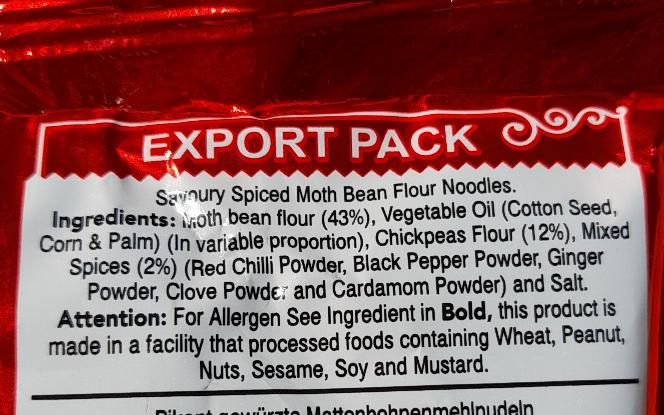 EXPORT PACK
Savoury Spiced Moth Bean Flour Noodles.
Ingredients: Moth bean flour (43%), Vegetable Oil (Cotton Seed,
Corn & Palm) (In variable proportion), Chickpeas Flour (12%), Mixed
Spices (2%) (Red Chilli Powder, Black Pepper Powder, Ginger
Powder, Clove Powder and Cardamom Powder) and Salt.
Attention: For Allergen See Ingredient in Bold, this product is
made in a facility that processed foods containing Wheat, Peanut,
Nuts, Sesame, Soy and Mustard.
Pikant gewürzte Mattenbohnenmehlnudeln